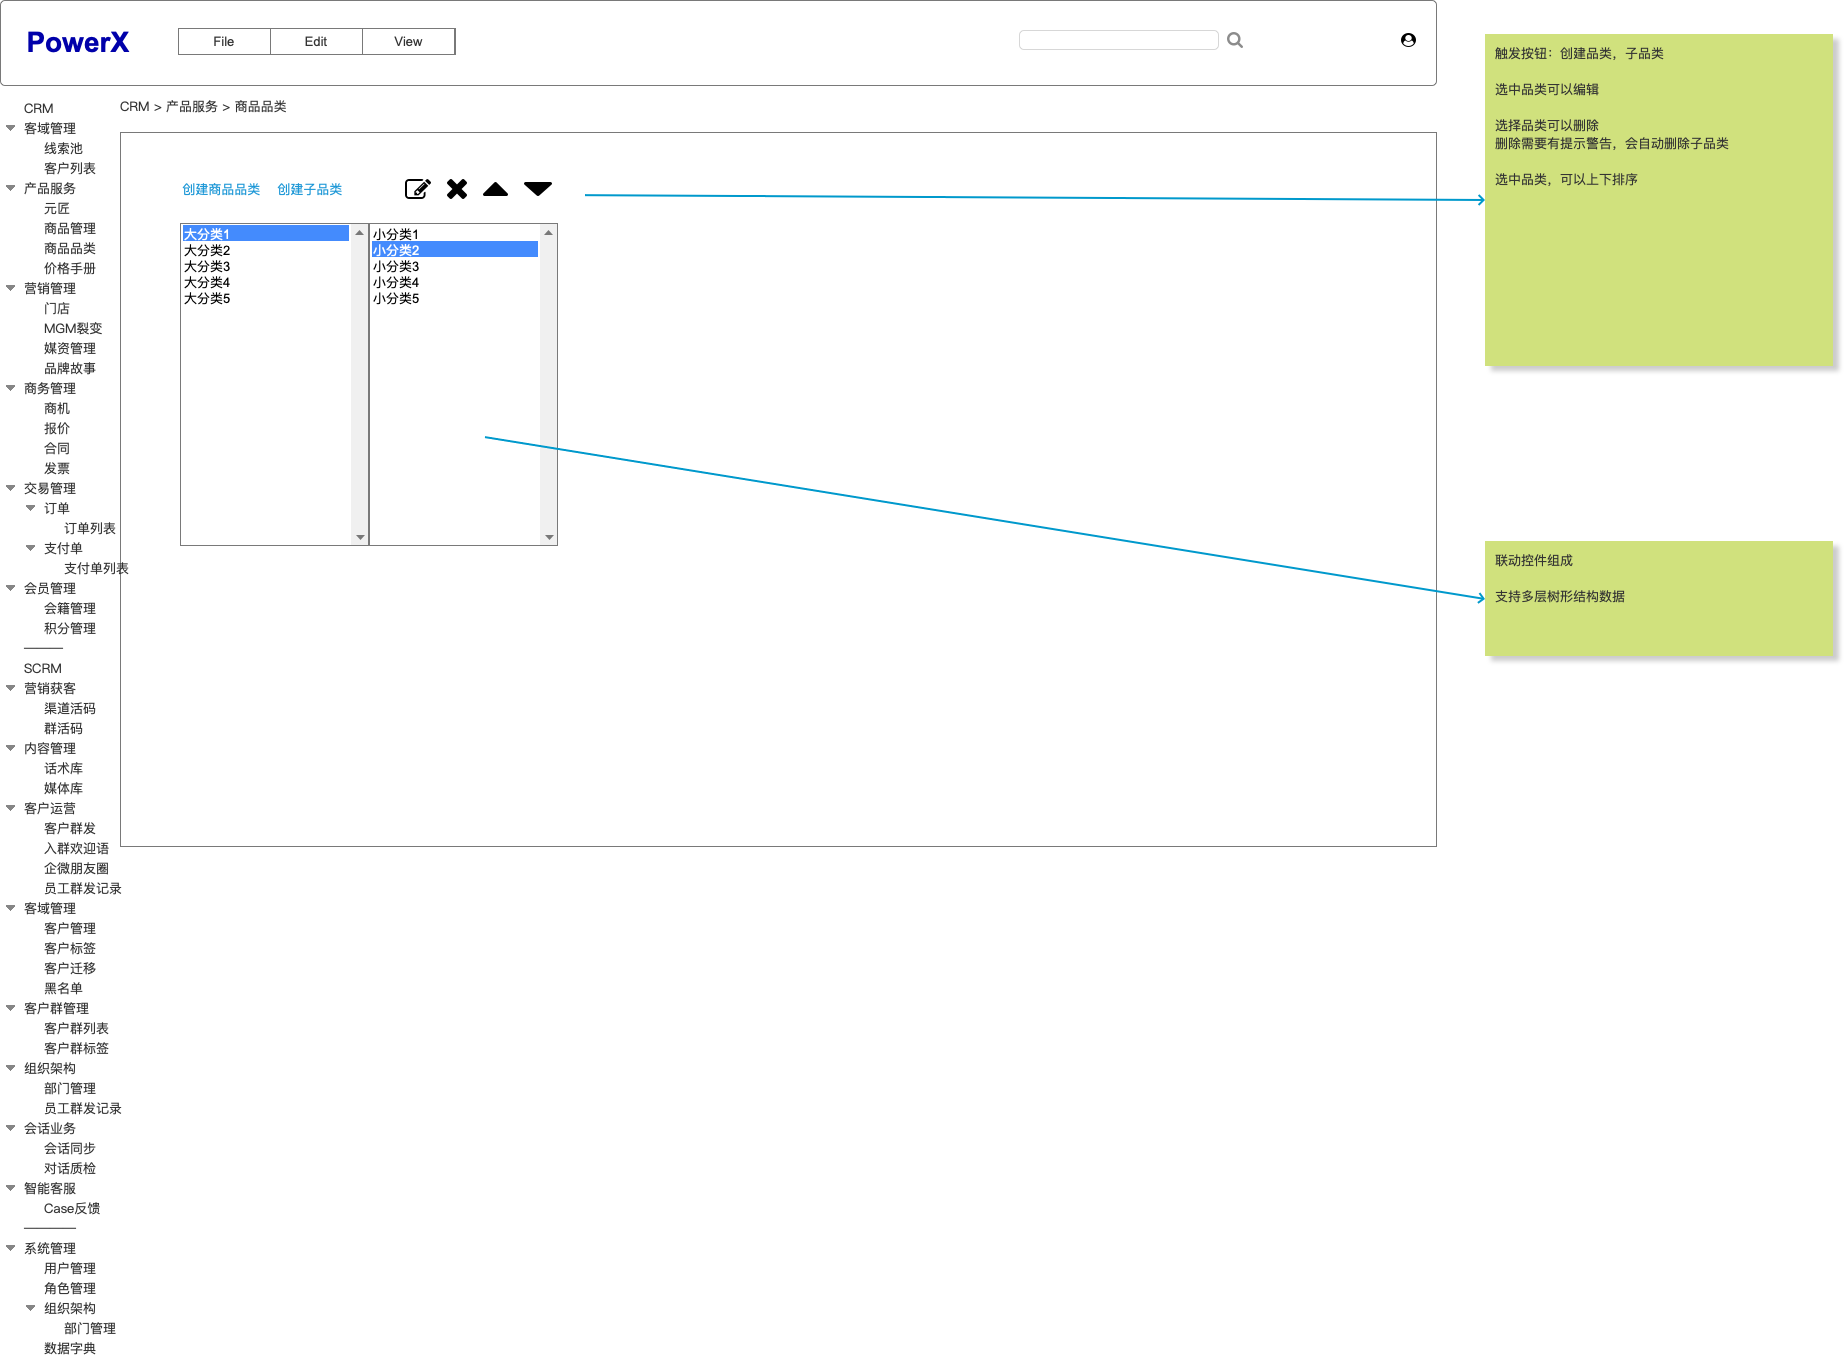 PowerX
File
Edit
View
CRM > 产品服务 > 商品品类
CRM
客域管理
线索池
客户列表
产品服务
元匠
商品管理
商品品类
价格手册
营销管理
门店
MGM裂变
媒资管理
品牌故事
商务管理
商机
报价
合同
发票
交易管理
订单
订单列表
支付单
支付单列表
会员管理
会籍管理
积分管理
———
SCRM
营销获客
渠道活码
群活码
内容管理
话术库
媒体库
客户运营
客户群发
入群欢迎语
企微朋友圈
员工群发记录
客域管理
客户管理
客户标签
客户迁移
黑名单
客户群管理
客户群列表
客户群标签
组织架构
部门管理
员工群发记录
会话业务
会话同步
对话质检
智能客服
Case反馈
————
系统管理
用户管理
角色管理
组织架构
部门管理
数据字典
创建商品品类
创建子品类
大分类1
大分类2
大分类3
大分类4
大分类5
小分类1
小分类2
小分类3
小分类4
小分类5
触发按钮：创建品类，子品类
选中品类可以编辑
选择品类可以删除
删除需要有提示警告，会自动删除子品类
选中品类，可以上下排序
联动控件组成
支持多层树形结构数据